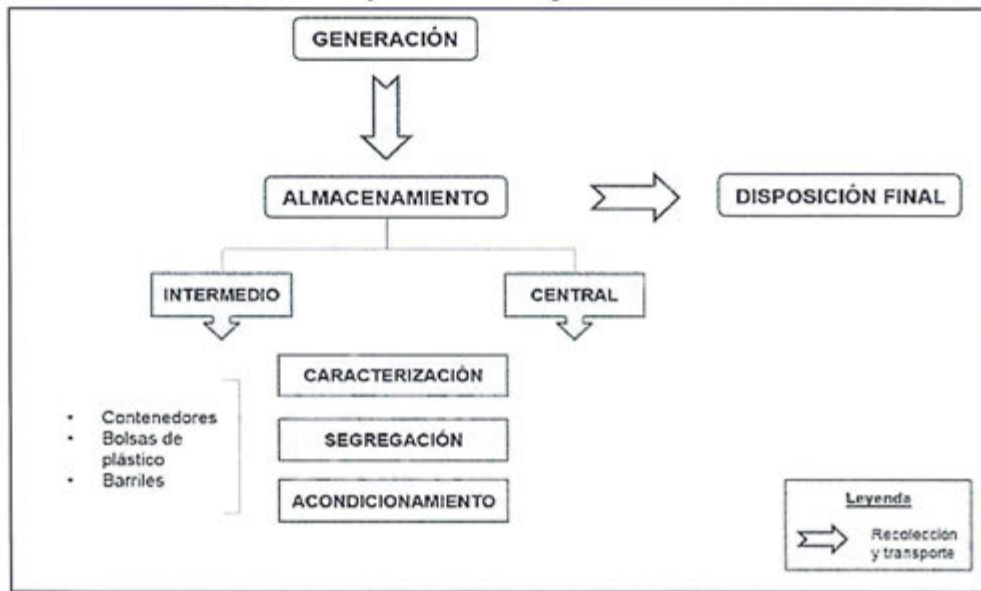 GENERACIÓN
ALMACENAMIENTO
DISPOSICIÓN FINAL
INTERMEDIO
CENTRAL
CARACTERIZACIÓN
• Contenedores
• Bolsas de
plástico
• Barriles
SEGREGACIÓN
ACONDICIONAMIENTO
Leyenda
Recolección
y transporte